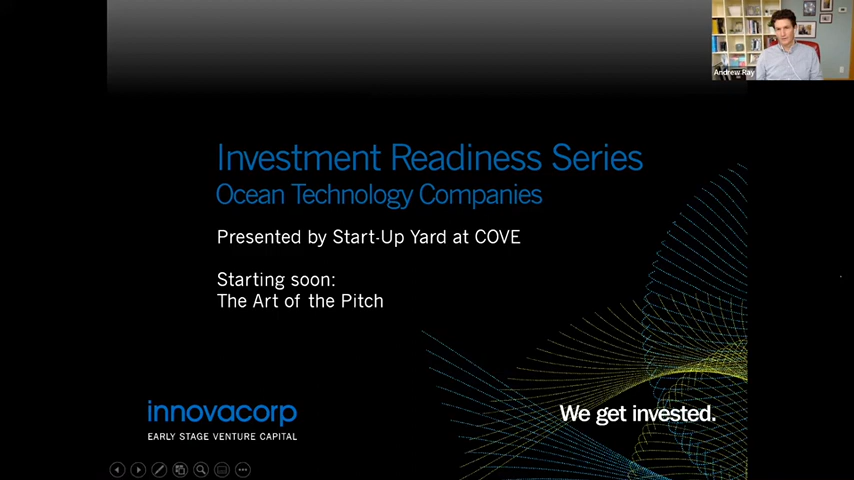 Andrew Ray
Investment Readiness Series
Ocean Technology Companies
Presented by Start-Up Yard at COVE
Starting soon:
The Art of the Pitch
innovacorp
EARLY STAGE VENTURE CAPITAL
We get invested.